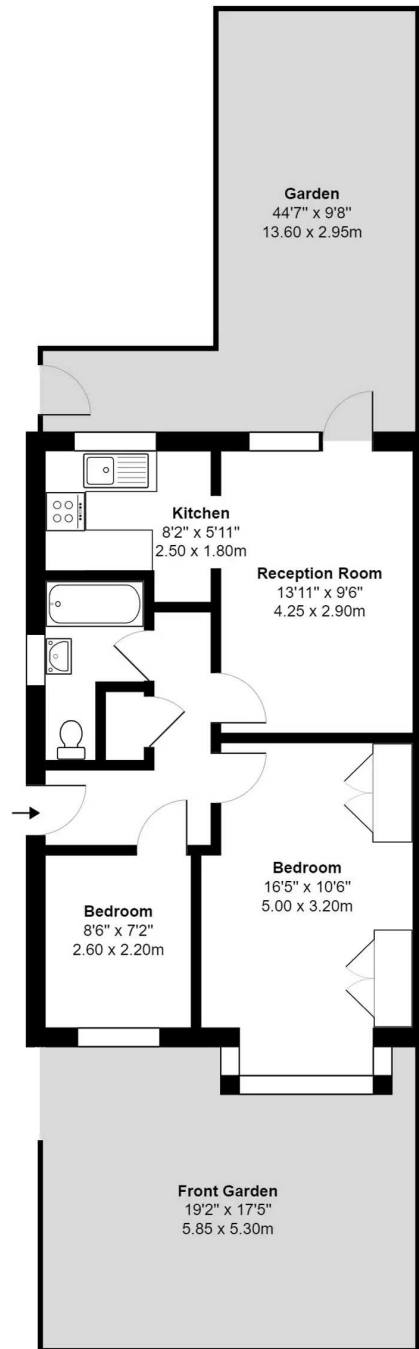 Garden
44'7" x 9'8"
13.60 x 2.95m
Kitchen
8'2" x 5'11"
2.50 x 1.80m
Reception Room
13'11" x 9'6"
4.25 x 2.90m
Bedroom
16'5" x 10'6"
5.00 x 3.20m
Bedroom
8'6" x 7'2"
2.60 x 2.20m
Front Garden
19'2" x 17'5"
5.85 x 5.30m